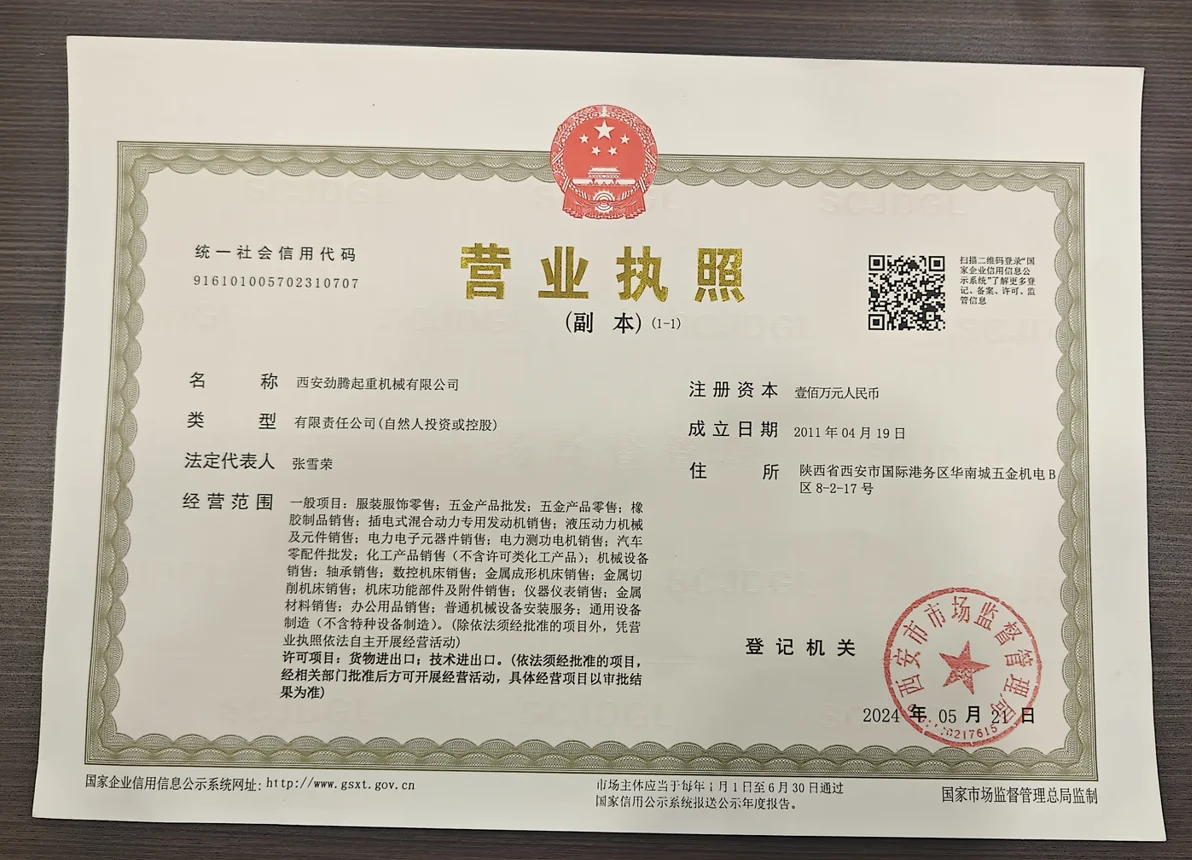 统一社会信用代码
916101005702310707
营业执照
(副 本) (1-1)
扫描二维码登录“国
家企业信用信息公
示系统”了解更多登
记、备案、许可、监
管信息
名 称 西安劲腾起重机械有限公司
类 型 有限责任公司(自然人投资或控股)
法定代表人 张雪荣
经营范围 一般项目：服装服饰零售；五金产品批发；五金产品零售；橡
胶制品销售；插电式混合动力专用发动机销售；液压动力机械
及元件销售；电力电子元器件销售；电力测功电机销售；汽车
零配件批发；化工产品销售（不含许可类化工产品）；机械设备
销售；轴承销售；数控机床销售；金属成形机床销售；金属切
削机床销售；机床功能部件及附件销售；仪器仪表销售；金属
材料销售；办公用品销售；普通机械设备安装服务；通用设备
制造（不含特种设备制造）。(除依法须经批准的项目外，凭营
业执照依法自主开展经营活动)
许可项目：货物进出口；技术进出口。(依法须经批准的项目，
经相关部门批准后方可开展经营活动，具体经营项目以审批结
果为准)
注册资本 壹佰万元人民币
成立日期 2011年04月19日
住 所 陕西省西安市国际港务区华南城五金机电B
区8-2-17号
登记机关
西安市市场监督管理局
2024年05月21日
国家企业信用信息公示系统网址：http://www.gsxt.gov.cn
市场主体应当于每年1月1日至6月30日通过
国家信用公示系统报送公示年度报告。
国家市场监督管理总局监制